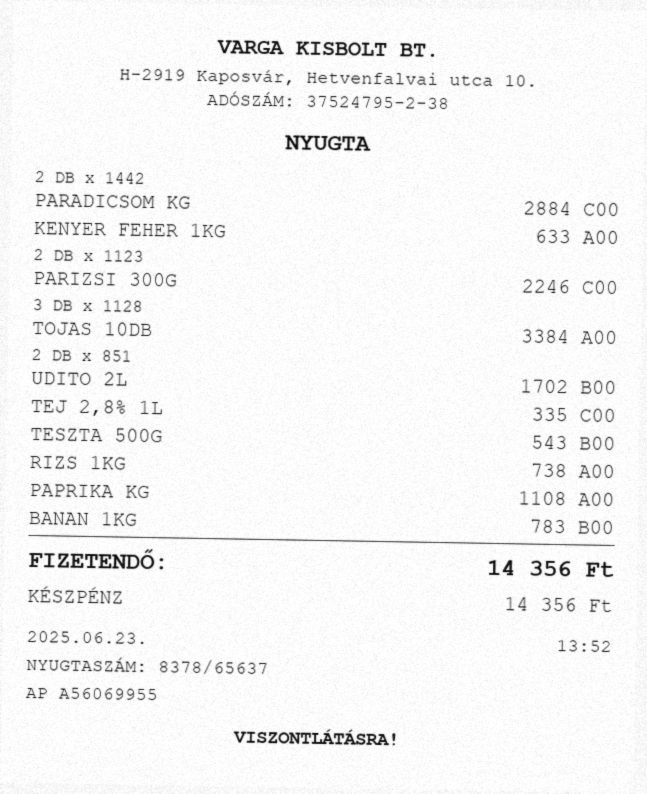 VARGA KISBOLT BT.
H-2919 Kaposvár, Hetvenfalvai utca 10.
ADÓSZÁM: 37524795-2-38
NYUGTA
2 DB x 1442
PARADICSOM KG 2884 C00
KENYER FEHER 1KG 633 A00
2 DB x 1123
PARIZSI 300G 2246 C00
3 DB x 1128
TOJAS 10DB 3384 A00
2 DB x 851
UDITO 2L 1702 B00
TEJ 2,8% 1L 335 C00
TESZTA 500G 543 B00
RIZS 1KG 738 A00
PAPRIKA KG 1108 A00
BANAN 1KG 783 B00
FIZETENDŐ: 14 356 Ft
KÉSZPÉNZ 14 356 Ft
2025.06.23. 13:52
NYUGTASZÁM: 8378/65637
AP A56069955
VISZONTLÁTÁSRA!